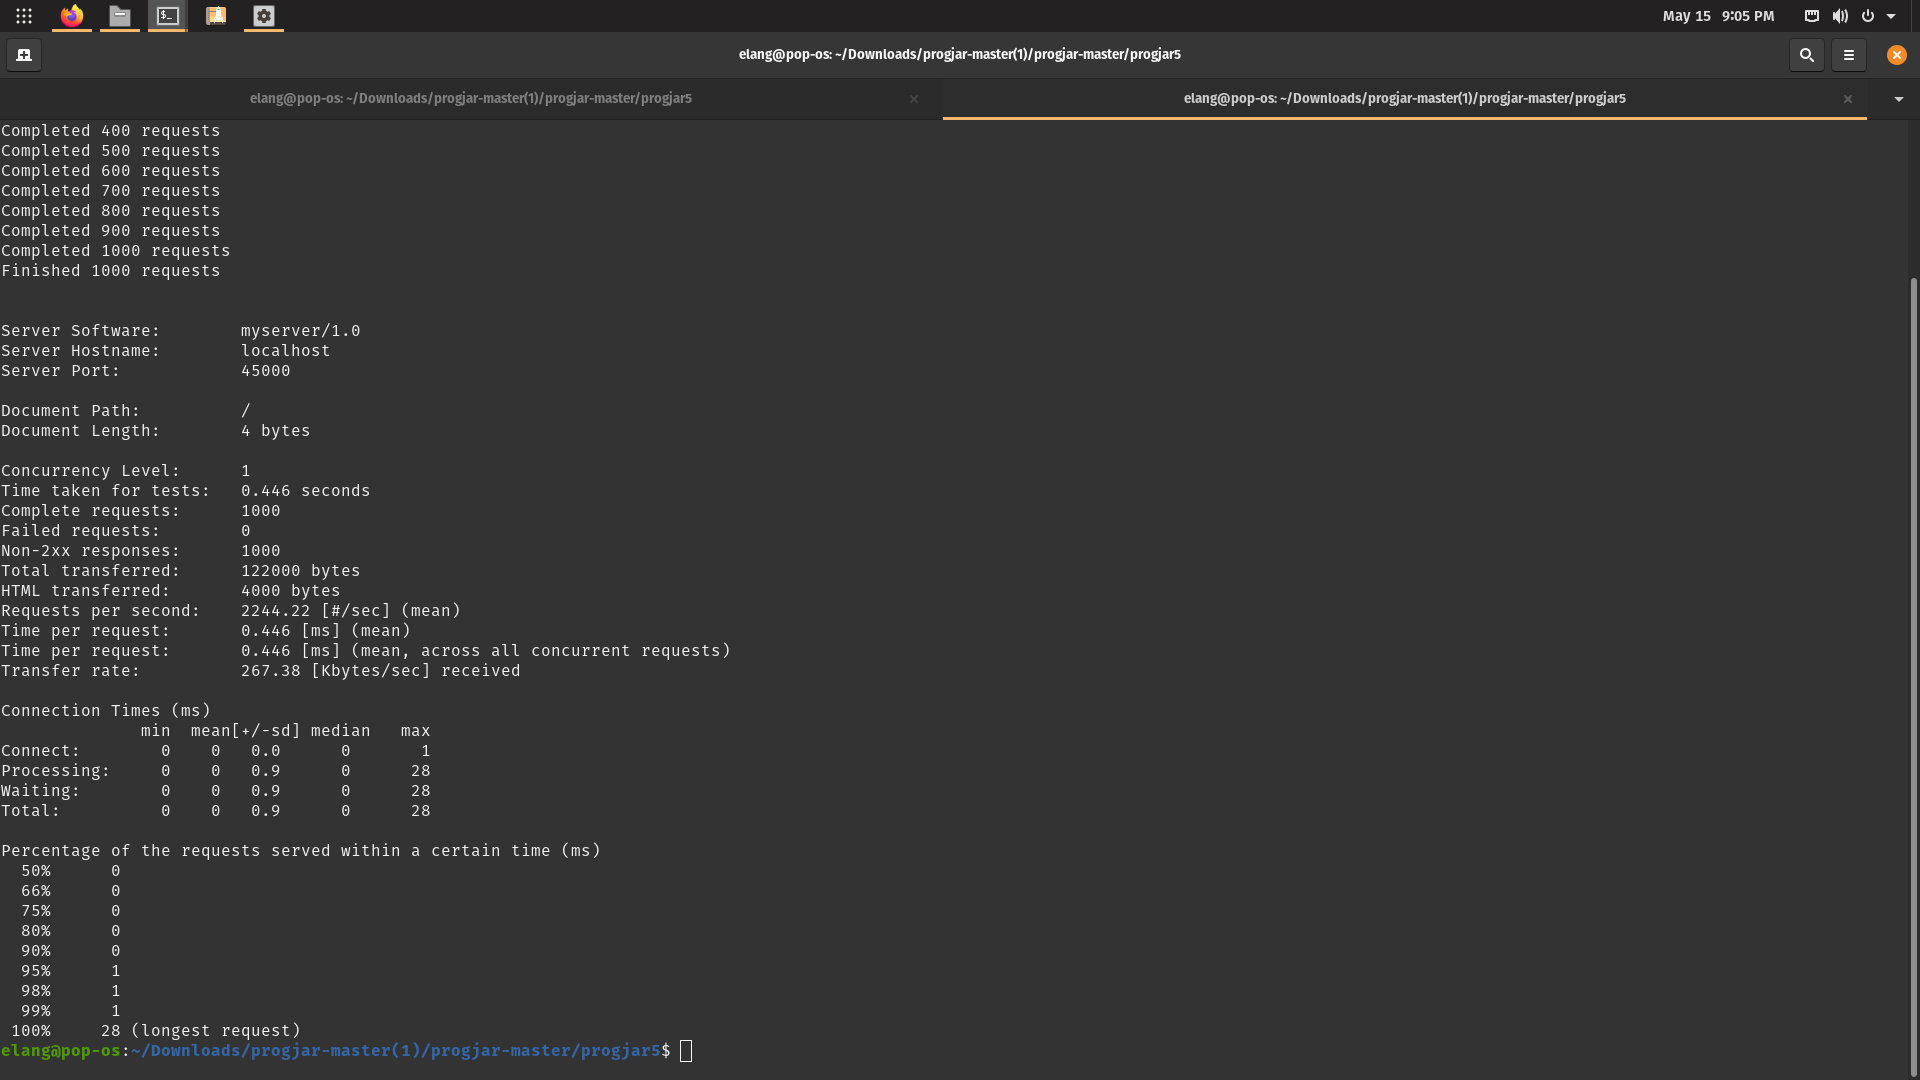 May 15 9:05 PM
elang@pop-os: ~/Downloads/progjar-master(1)/progjar-master/progjar5
elang@pop-os: ~/Downloads/progjar-master(1)/progjar-master/progjar5
elang@pop-os: ~/Downloads/progjar-master(1)/progjar-master/progjar5
Completed 400 requests
Completed 500 requests
Completed 600 requests
Completed 700 requests
Completed 800 requests
Completed 900 requests
Completed 1000 requests
Finished 1000 requests
Server Software:        myserver/1.0
Server Hostname:        localhost
Server Port:            45000
Document Path:          /
Document Length:        4 bytes
Concurrency Level:      1
Time taken for tests:   0.446 seconds
Complete requests:      1000
Failed requests:        0
Non-2xx responses:      1000
Total transferred:      122000 bytes
HTML transferred:       4000 bytes
Requests per second:    2244.22 [#/sec] (mean)
Time per request:       0.446 [ms] (mean)
Time per request:       0.446 [ms] (mean, across all concurrent requests)
Transfer rate:          267.38 [Kbytes/sec] received
Connection Times (ms)
              min  mean[+/-sd] median   max
Connect:        0    0   0.0      0       1
Processing:     0    0   0.9      0      28
Waiting:        0    0   0.9      0      28
Total:          0    0   0.9      0      28
Percentage of the requests served within a certain time (ms)
  50%      0
  66%      0
  75%      0
  80%      0
  90%      0
  95%      1
  98%      1
  99%      1
 100%     28 (longest request)
elang@pop-os:~/Downloads/progjar-master(1)/progjar-master/progjar5$